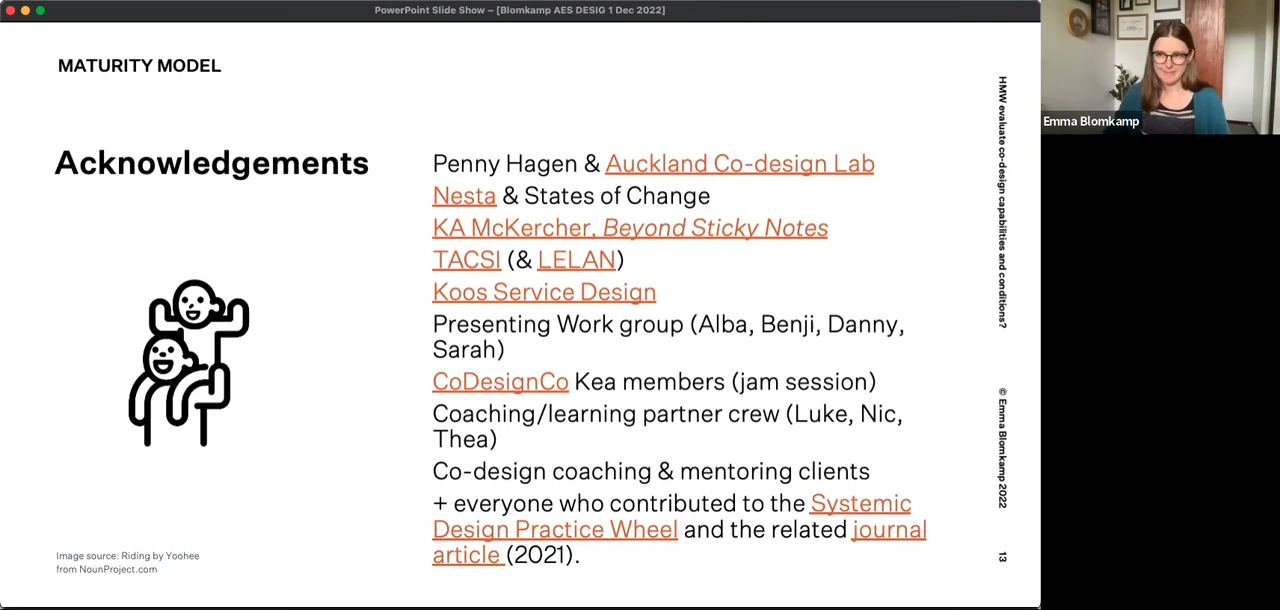 PowerPoint Slide Show – [Blomkamp AES DESIG 1 Dec 2022]
MATURITY MODEL
Acknowledgements
Penny Hagen & Auckland Co-design Lab
Nesta & States of Change
KA McKercher, Beyond Sticky Notes
TACSI (& LELAN)
Koos Service Design
Presenting Work group (Alba, Benji, Danny,
Sarah)
CoDesignCo Kea members (jam session)
Coaching/learning partner crew (Luke, Nic,
Thea)
Co-design coaching & mentoring clients
+ everyone who contributed to the Systemic
Design Practice Wheel and the related journal
article (2021).
Image source: Riding by Yoohee
from NounProject.com
HMW evaluate co-design capabilities and conditions?
© Emma Blomkamp 2022
13
Emma Blomkamp